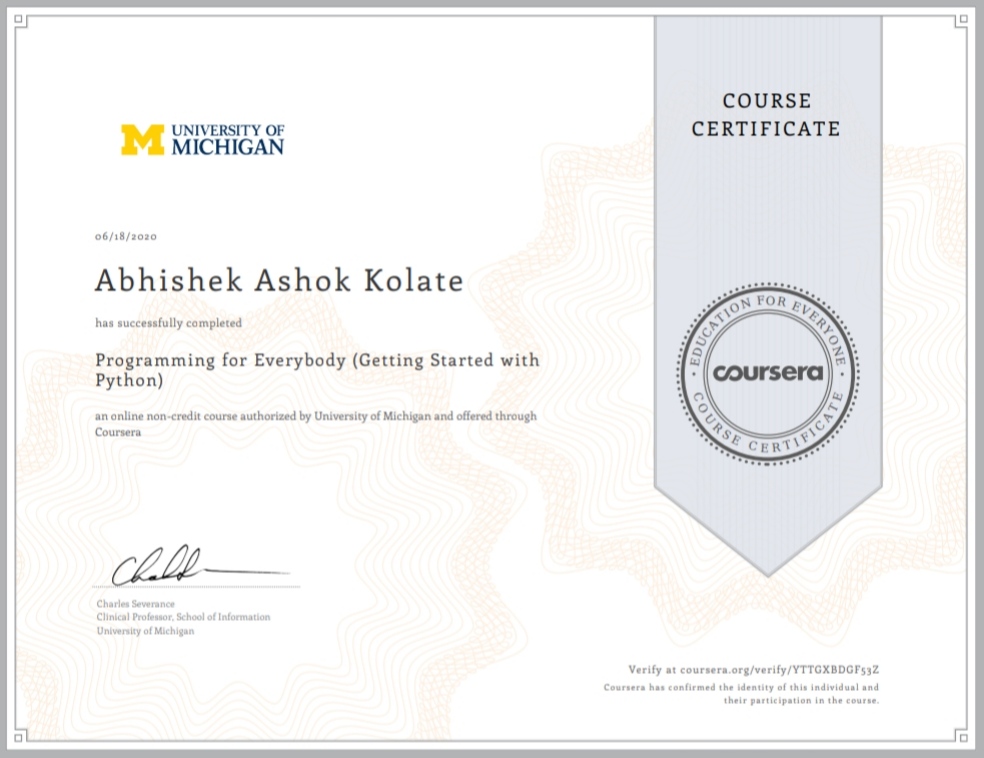 COURSE
CERTIFICATE
UNIVERSITY OF
MICHIGAN
06/18/2020
Abhishek Ashok Kolate
has successfully completed
Programming for Everybody (Getting Started with
Python)
an online non-credit course authorized by University of Michigan and offered through
Coursera
EDUCATION FOR EVERYONE
coursera
COURSE CERTIFICATE
Charles Severance
Clinical Professor, School of Information
University of Michigan
Verify at coursera.org/verify/YTTGXBDGF53Z
Coursera has confirmed the identity of this individual and
their participation in the course.